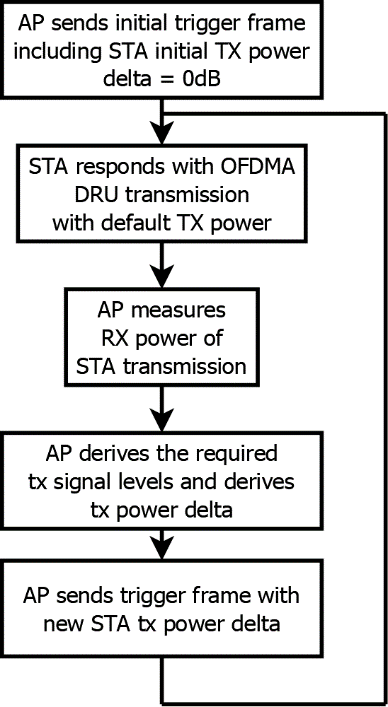 AP sends initial trigger frame
including STA initial TX power
delta = 0dB
STA responds with OFDMA
DRU transmission
with default TX power
AP measures
RX power of
STA transmission
AP derives the required
tx signal levels and derives
tx power delta
AP sends trigger frame with
new STA tx power delta